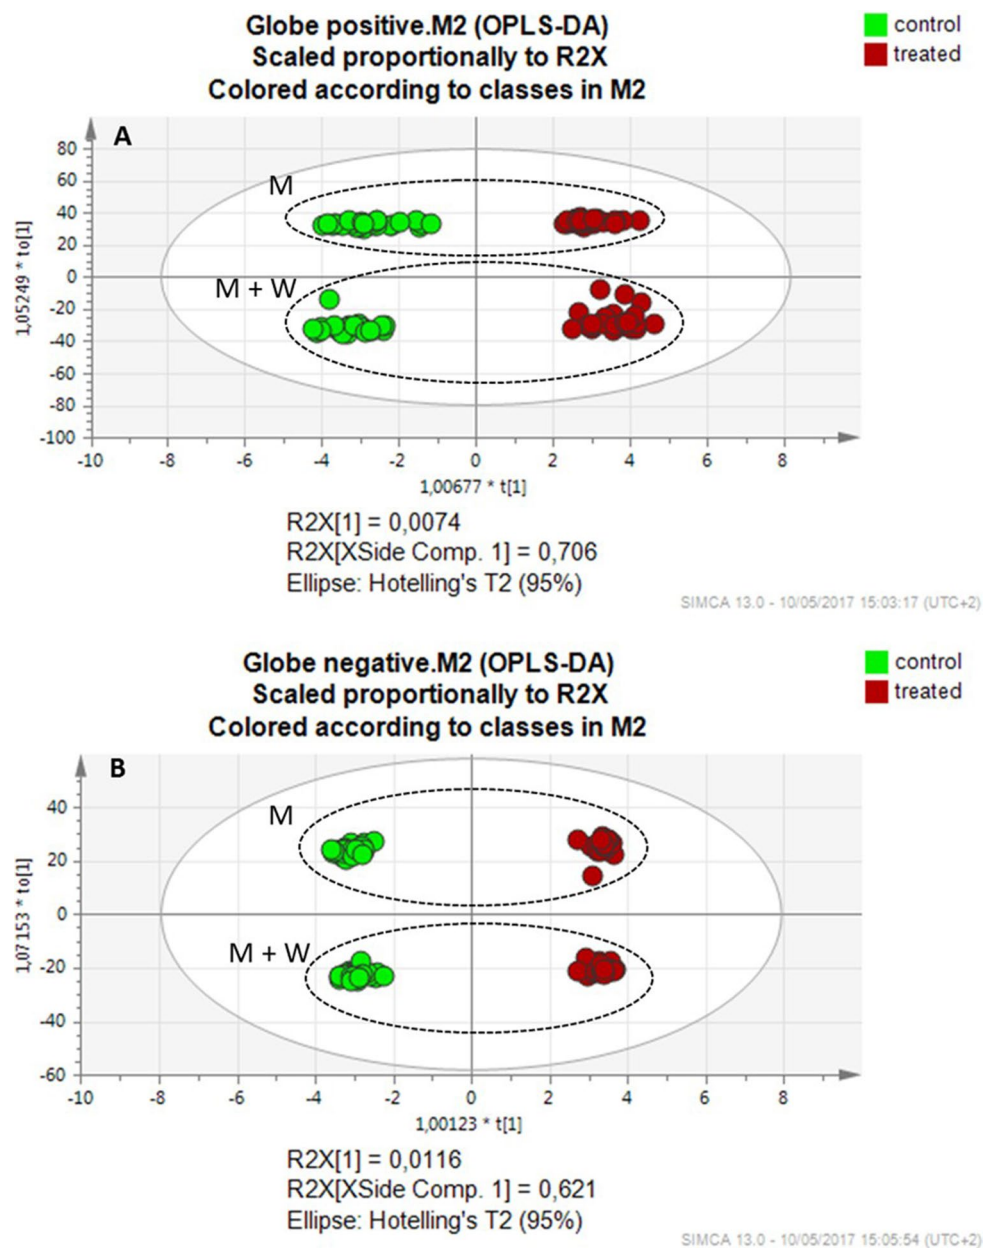 Globe positive.M2 (OPLS-DA)
Scaled proportionally to R2X
Colored according to classes in M2
control
treated
A
M
M + W
80
60
40
20
0
-20
-40
-60
-80
-100
1,05249 * to[1]
-10 -8 -6 -4 -2 0 2 4 6 8
1,00677 * t[1]
R2X[1] = 0,0074
R2X[XSide Comp. 1] = 0,706
Ellipse: Hotelling's T2 (95%)
SIMCA 13.0 - 10/05/2017 15:03:17 (UTC+2)
Globe negative.M2 (OPLS-DA)
Scaled proportionally to R2X
Colored according to classes in M2
control
treated
B
M
M + W
40
20
0
-20
-40
-60
1,07153 * to[1]
-10 -8 -6 -4 -2 0 2 4 6 8
1,00123 * t[1]
R2X[1] = 0,0116
R2X[XSide Comp. 1] = 0,621
Ellipse: Hotelling's T2 (95%)
SIMCA 13.0 - 10/05/2017 15:05:54 (UTC+2)